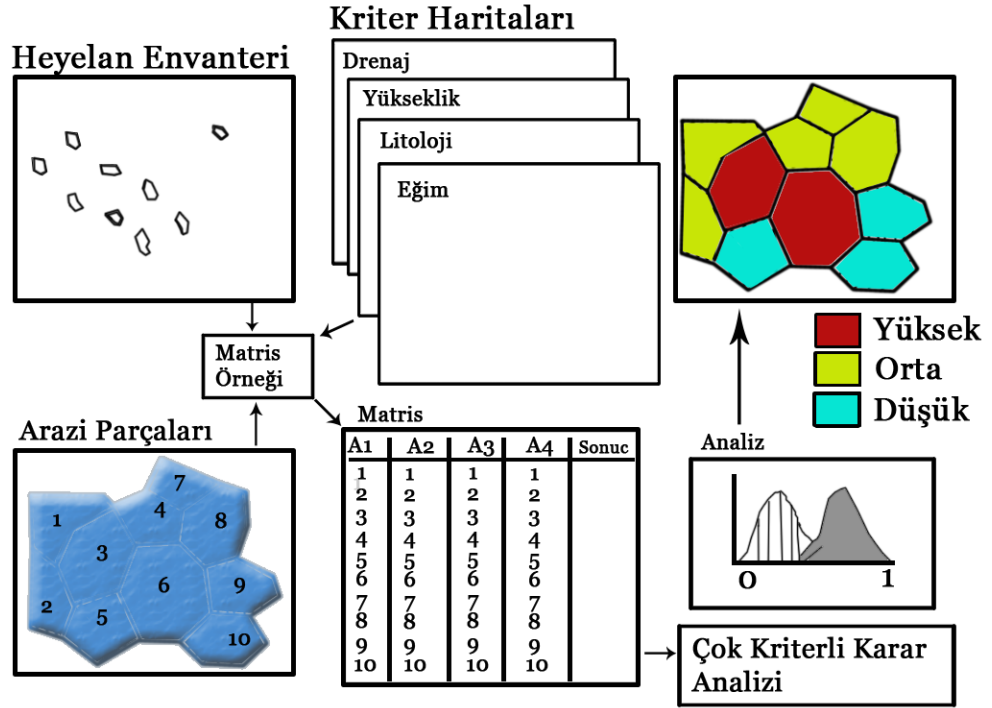 Kriter Haritaları
Heyelan Envanteri
Drenaj
Yükseklik
Litoloji
Eğim
Matris
Örneği
Yüksek
Orta
Düşük
Arazi Parçaları
1
2
3
4
5
6
7
8
9
10
Matris
A1 A2 A3 A4 Sonuc
1 1 1 1
2 2 2 2
3 3 3 3
4 4 4 4
5 5 5 5
6 6 6 6
7 7 7 7
8 8 8 8
9 9 9 9
10 10 10 10
Analiz
0 1
Çok Kriterli Karar
Analizi